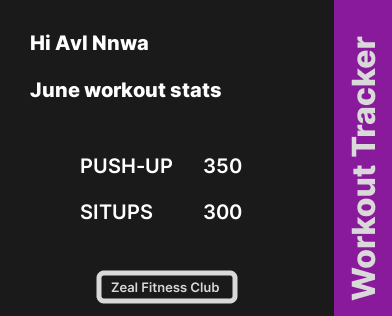 Hi Avl Nnwa
June workout stats
PUSH-UP 350
SITUPS 300
Zeal Fitness Club
Workout Tracker